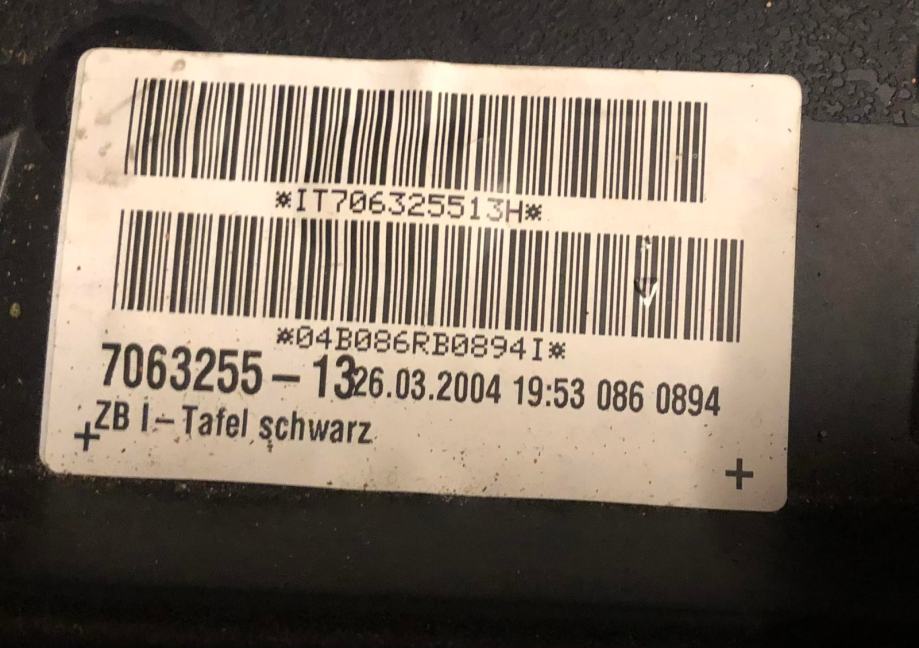 *IT706325513H*
*04B086RB0894I*
7063255-13 26.03.2004 19:53 086 0894
ZB I-Tafel schwarz